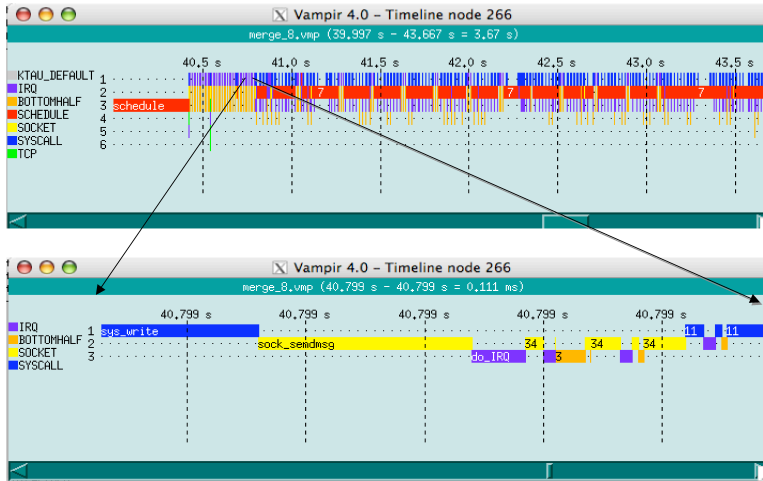 Vampir 4.0 - Timeline node 266
merge_8.vmp (39.997 s - 43.667 s = 3.67 s)
40.5 s 41.0 s 41.5 s 42.0 s 42.5 s 43.0 s 43.5 s
KTAU_DEFAULT 1
IRQ 2 7 7 7
BOTTOMHALF 3 schedule
SCHEDULE 4
SOCKET 5
SYSCALL 6
TCP
Vampir 4.0 - Timeline node 266
merge_8.vmp (40.799 s - 40.799 s = 0.111 ms)
40.799 s 40.799 s 40.799 s 40.799 s 40.799 s
IRQ 1 sys_write 11 11
BOTTOMHALF 2 sock_sendmsg 34 34 34
SOCKET 3 do_IRQ 3
SYSCALL